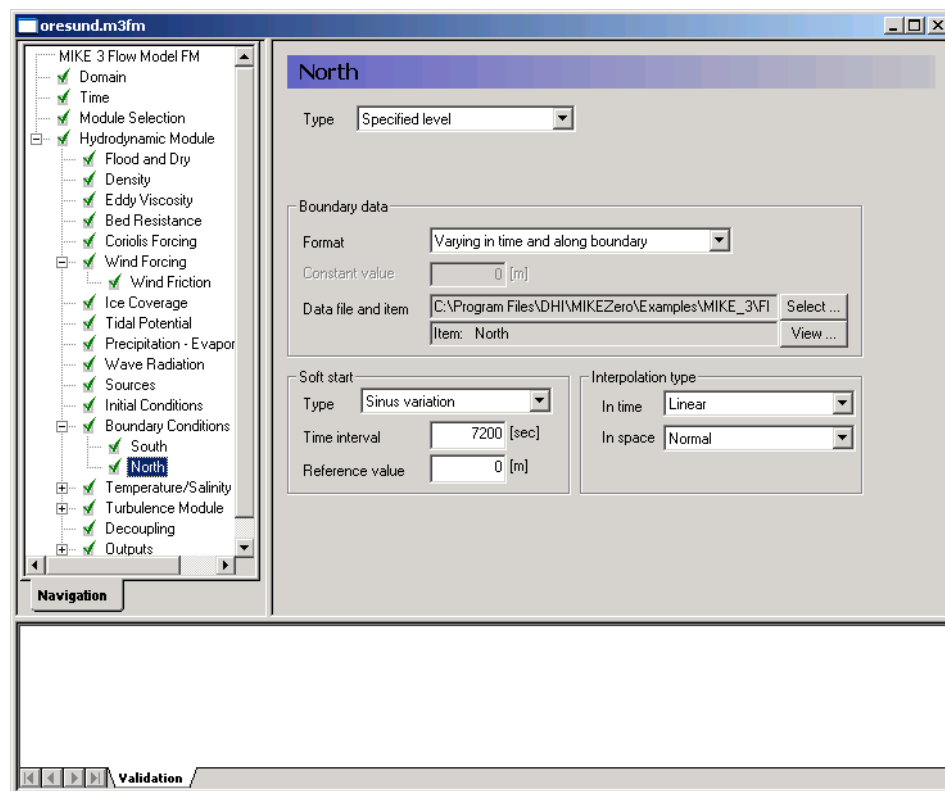 oresund.m3fm
MIKE 3 Flow Model FM
Domain
Time
Module Selection
Hydrodynamic Module
Flood and Dry
Density
Eddy Viscosity
Bed Resistance
Coriolis Forcing
Wind Forcing
Wind Friction
Ice Coverage
Tidal Potential
Precipitation - Evapor
Wave Radiation
Sources
Initial Conditions
Boundary Conditions
South
North
Temperature/Salinity
Turbulence Module
Decoupling
Outputs
Navigation
North
Type Specified level
Boundary data
Format Varying in time and along boundary
Constant value 0 [m]
Data file and item C:\Program Files\DHI\MIKEZero\Examples\MIKE_3\Fl Select ...
Item: North View ...
Soft start
Type Sinus variation
Time interval 7200 [sec]
Reference value 0 [m]
Interpolation type
In time Linear
In space Normal
Validation